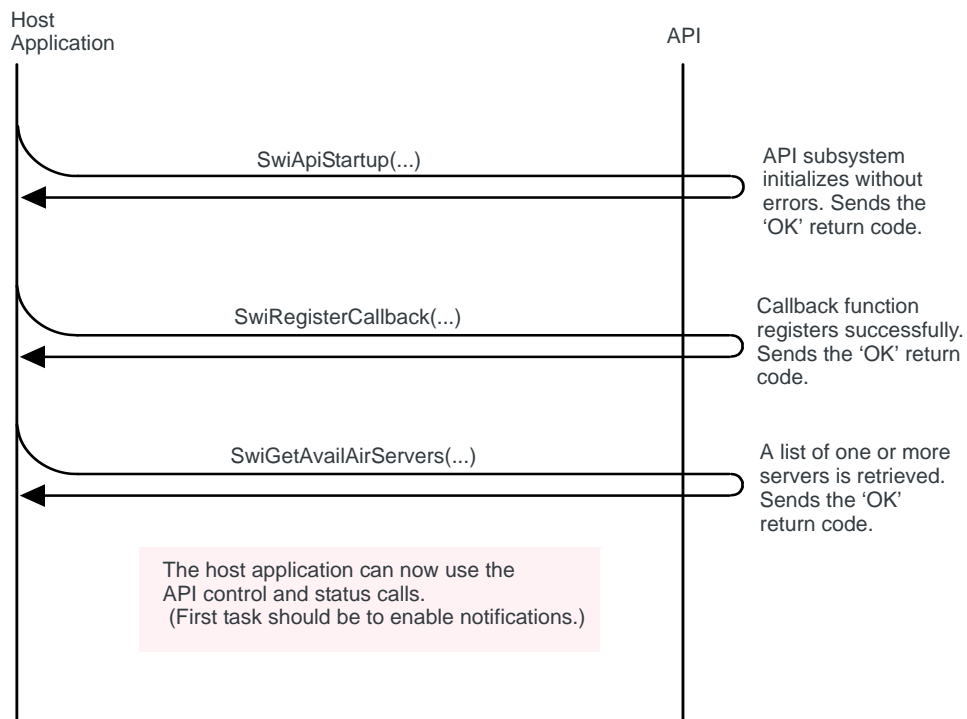 Host
Application
API
SwiApiStartup(...)
API subsystem
initializes without
errors. Sends the
‘OK’ return code.
SwiRegisterCallback(...)
Callback function
registers successfully.
Sends the ‘OK’ return
code.
SwiGetAvailAirServers(...)
A list of one or more
servers is retrieved.
Sends the ‘OK’
return code.
The host application can now use the
API control and status calls.
(First task should be to enable notifications.)